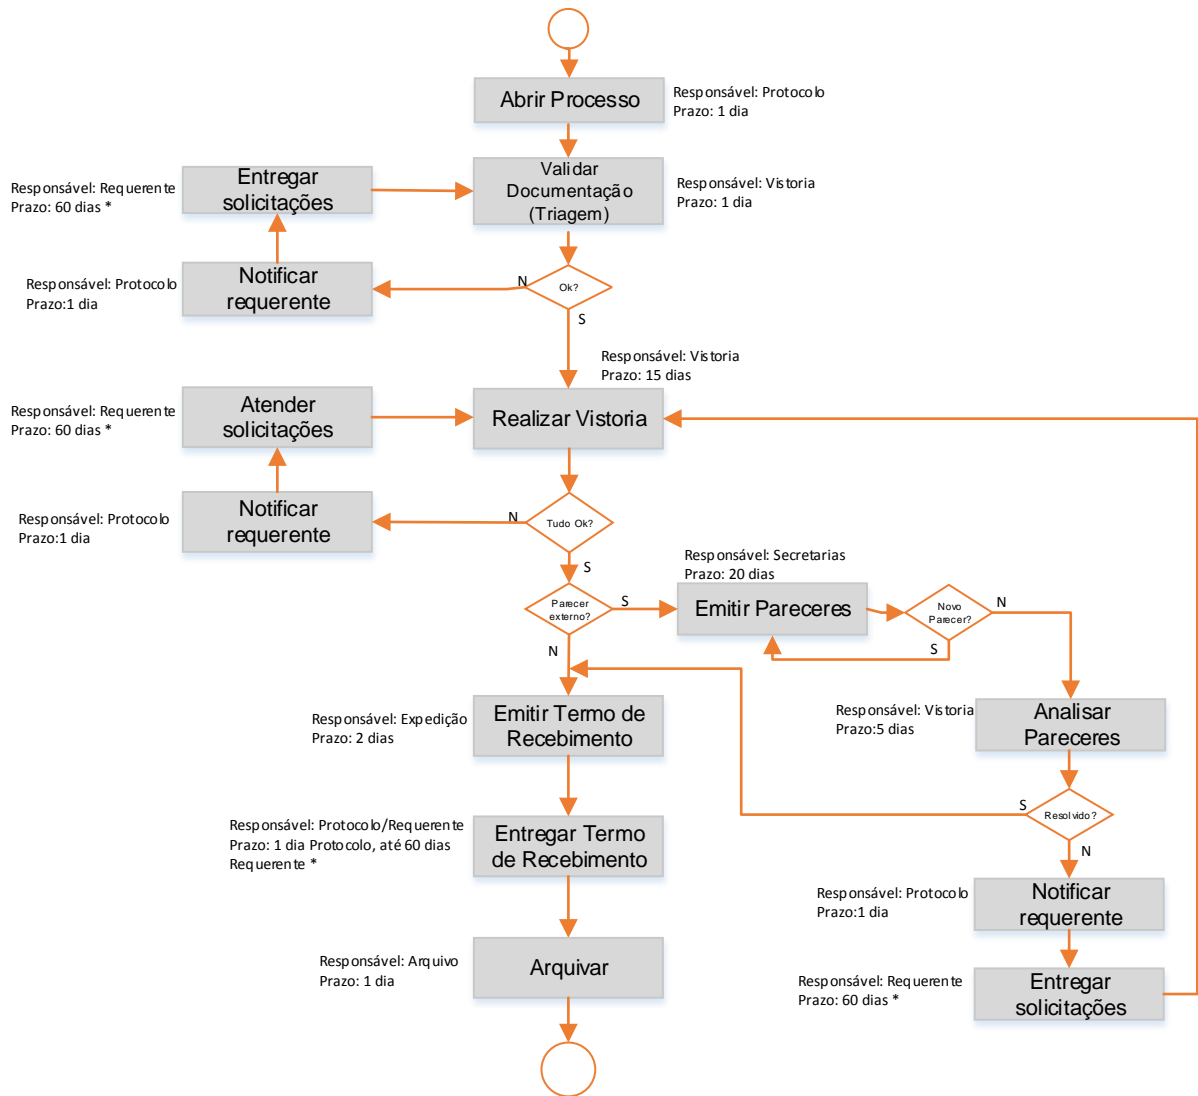 Abrir Processo
Responsável: Protocolo
Prazo: 1 dia
Validar
Documentação
(Triagem)
Responsável: Vistoria
Prazo: 1 dia
Responsável: Requerente
Prazo: 60 dias *
Entregar
solicitações
Responsável: Protocolo
Prazo:1 dia
Notificar
requerente
N
Ok?
S
Responsável: Vistoria
Prazo: 15 dias
Responsável: Requerente
Prazo: 60 dias *
Atender
solicitações
Realizar Vistoria
Responsável: Protocolo
Prazo:1 dia
Notificar
requerente
N
Tudo Ok?
S
Parecer
externo?
S
N
Responsável: Secretarias
Prazo: 20 dias
Emitir Pareceres
Novo
Parecer?
N
S
Responsável: Expedição
Prazo: 2 dias
Emitir Termo de
Recebimento
Responsável: Vistoria
Prazo:5 dias
Analisar
Pareceres
S
Resolvido?
N
Responsável: Protocolo/Requerente
Prazo: 1 dia Protocolo, até 60 dias
Requerente *
Entregar Termo
de Recebimento
Responsável: Protocolo
Prazo:1 dia
Notificar
requerente
Responsável: Arquivo
Prazo: 1 dia
Arquivar
Responsável: Requerente
Prazo: 60 dias *
Entregar
solicitações